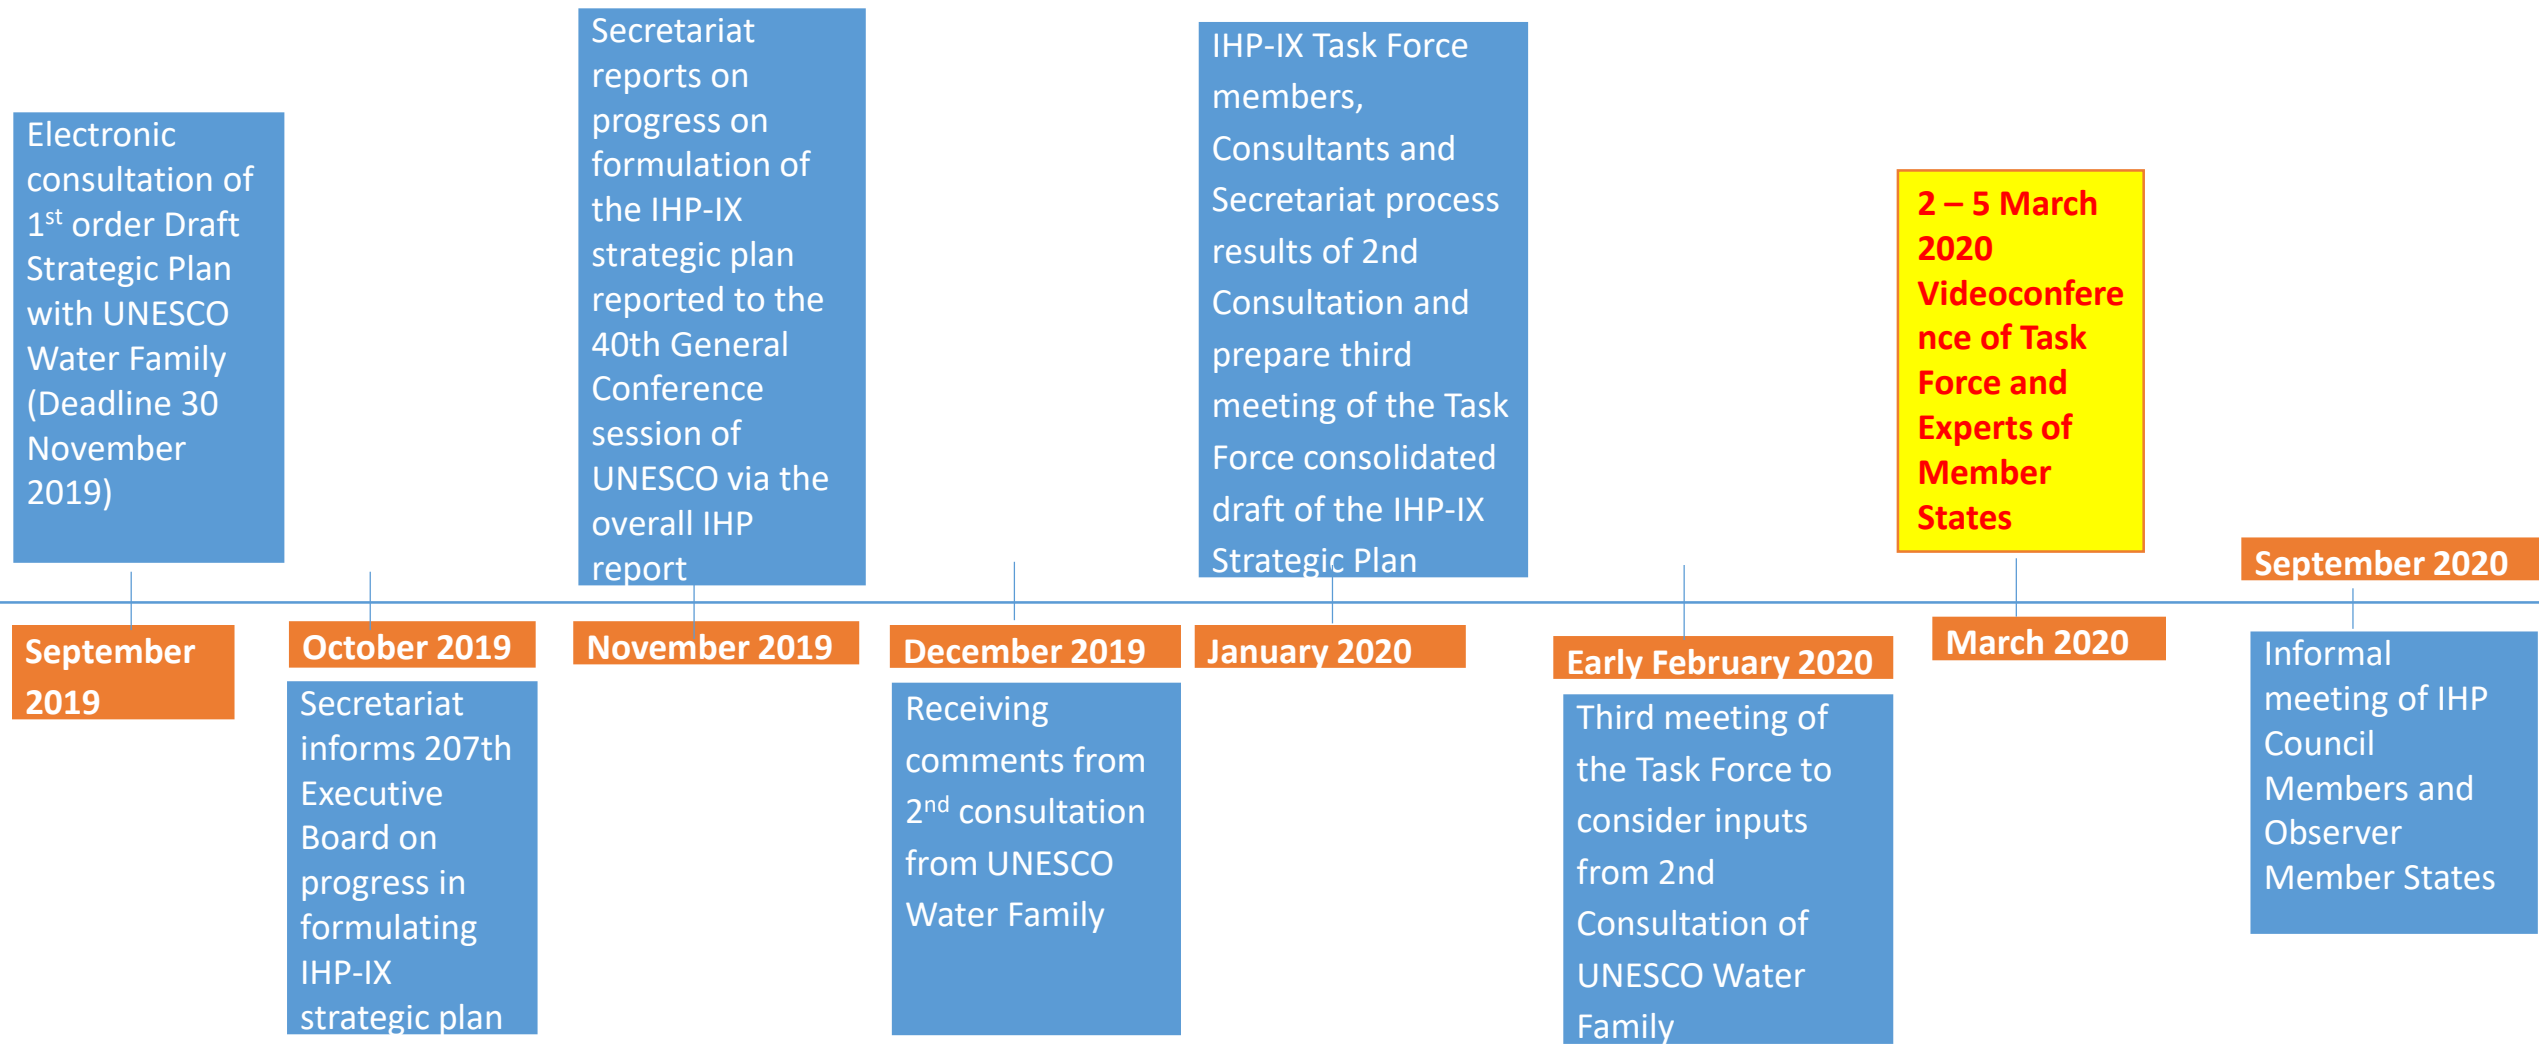 Electronic
consultation of
1st order Draft
Strategic Plan
with UNESCO
Water Family
(Deadline 30
November
2019)
September
2019
October 2019
Secretariat
informs 207th
Executive
Board on
progress in
formulating
IHP-IX
strategic plan
Secretariat
reports on
progress on
formulation of
the IHP-IX
strategic plan
reported to the
40th General
Conference
session of
UNESCO via the
overall IHP
report
November 2019
December 2019
Receiving
comments from
2nd consultation
from UNESCO
Water Family
IHP-IX Task Force
members,
Consultants and
Secretariat process
results of 2nd
Consultation and
prepare third
meeting of the Task
Force consolidated
draft of the IHP-IX
Strategic Plan
January 2020
Early February 2020
Third meeting of
the Task Force to
consider inputs
from 2nd
Consultation of
UNESCO Water
Family
2 – 5 March
2020
Videoconfere
nce of Task
Force and
Experts of
Member
States
March 2020
September 2020
Informal
meeting of IHP
Council
Members and
Observer
Member States